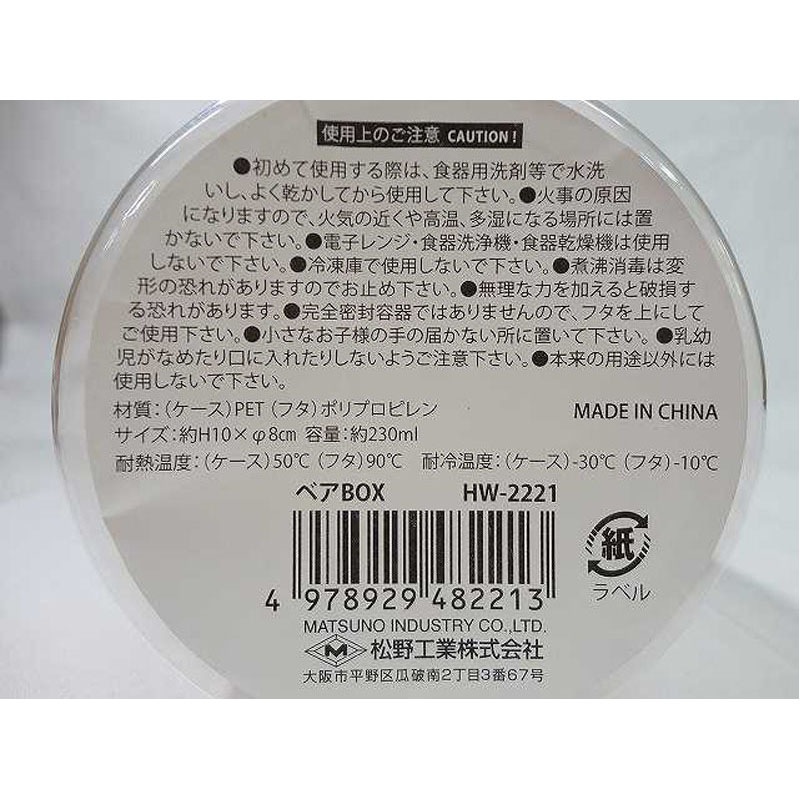 使用上のご注意 CAUTION!
●初めて使用する際は、食器用洗剤等で水洗
いし、よく乾かしてから使用して下さい。●火事の原因
になりますので、火気の近くや高温、多湿になる場所には置
かないで下さい。●電子レンジ・食器洗浄機・食器乾燥機は使用
しないで下さい。●冷凍庫で使用しないで下さい。●煮沸消毒は変
形の恐れがありますのでお止め下さい。●無理な力を加えると破損す
る恐れがあります。●完全密封容器ではありませんので、フタを上にして
ご使用下さい。●小さなお子様の手の届かない所に置いて下さい。●乳幼
児がなめたり口に入れたりしないようご注意下さい。●本来の用途以外には
使用しないで下さい。
材質：（ケース）PET（フタ）ポリプロピレン
MADE IN CHINA
サイズ：約H10×φ8㎝ 容量：約230ml
耐熱温度：（ケース）50℃（フタ）90℃ 耐冷温度：（ケース）-30℃（フタ）-10℃
ベアBOX HW-2221
4 978929 482213
紙
ラベル
MATSUNO INDUSTRY CO.,LTD.
M 松野工業株式会社
大阪市平野区瓜破南2丁目3番67号